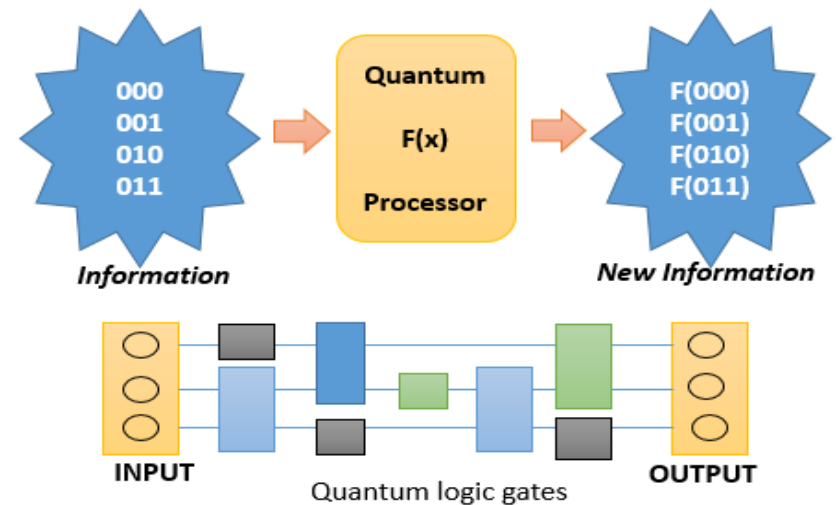 000
001
010
011
Information
Quantum
F(x)
Processor
F(000)
F(001)
F(010)
F(011)
New Information
INPUT
OUTPUT
Quantum logic gates